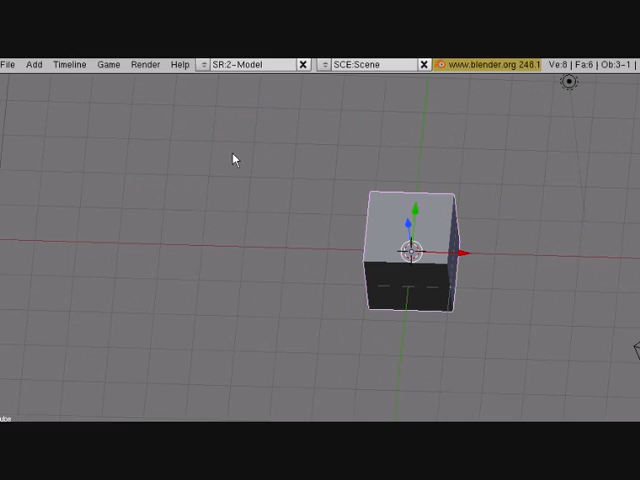 File Add Timeline Game Render Help SR:2-Model SCE:Scene www.blender.org 248.1 Ve:8 | Fa:6 | Ob:3-1 |
ube